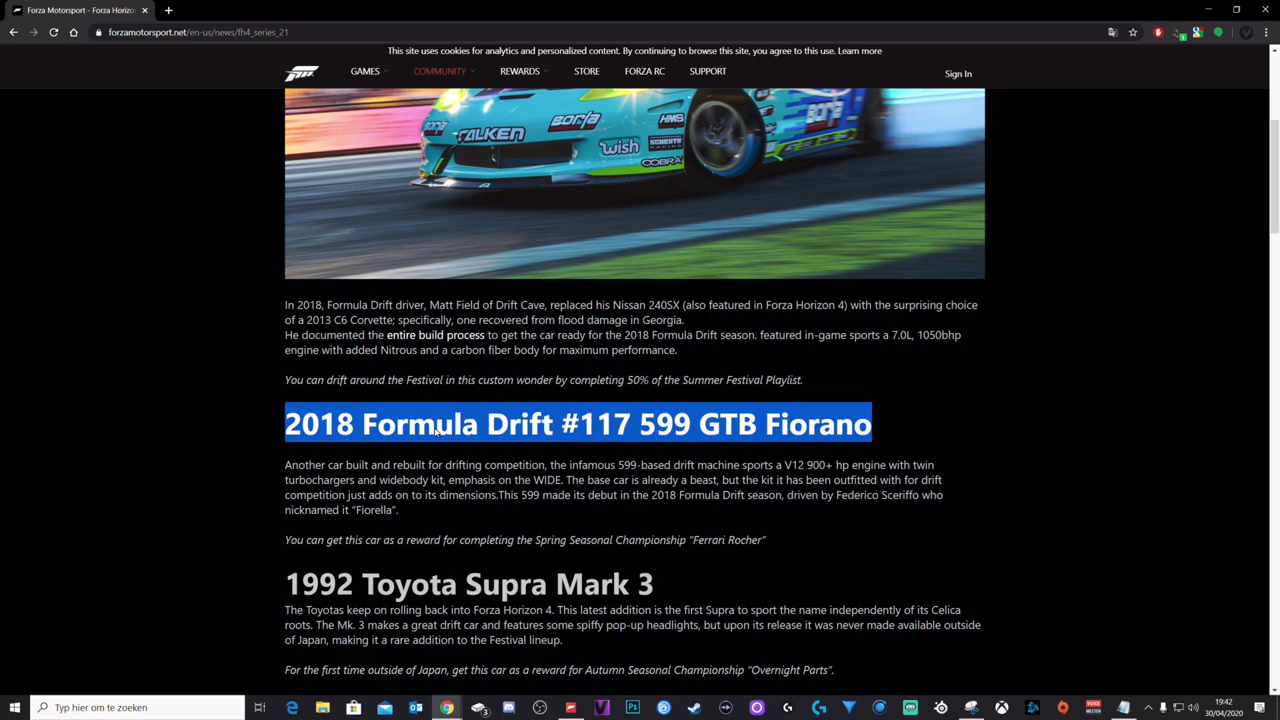 Forza Motorsport - Forza Horizo
forzamotorsport.net/en-us/news/fh4_series_21
This site uses cookies for analytics and personalized content. By continuing to browse this site, you agree to this use. Learn more
GAMES COMMUNITY REWARDS STORE FORZA RC SUPPORT Sign In
FALKEN BORLA HMS wish COBRA BORLA
In 2018, Formula Drift driver, Matt Field of Drift Cave, replaced his Nissan 240SX (also featured in Forza Horizon 4) with the surprising choice
of a 2013 C6 Corvette; specifically, one recovered from flood damage in Georgia.
He documented the entire build process to get the car ready for the 2018 Formula Drift season. featured in-game sports a 7.0L, 1050bhp
engine with added Nitrous and a carbon fiber body for maximum performance.
You can drift around the Festival in this custom wonder by completing 50% of the Summer Festival Playlist.
2018 Formula Drift #117 599 GTB Fiorano
Another car built and rebuilt for drifting competition, the infamous 599-based drift machine sports a V12 900+ hp engine with twin
turbochargers and widebody kit, emphasis on the WIDE. The base car is already a beast, but the kit it has been outfitted with for drift
competition just adds on to its dimensions.This 599 made its debut in the 2018 Formula Drift season, driven by Federico Sceriffo who
nicknamed it “Fiorella”.
You can get this car as a reward for completing the Spring Seasonal Championship “Ferrari Rocher”
1992 Toyota Supra Mark 3
The Toyotas keep on rolling back into Forza Horizon 4. This latest addition is the first Supra to sport the name independently of its Celica
roots. The Mk. 3 makes a great drift car and features some spiffy pop-up headlights, but upon its release it was never made available outside
of Japan, making it a rare addition to the Festival lineup.
For the first time outside of Japan, get this car as a reward for Autumn Seasonal Championship “Overnight Parts”.
Typ hier om te zoeken
19:42
30/04/2020